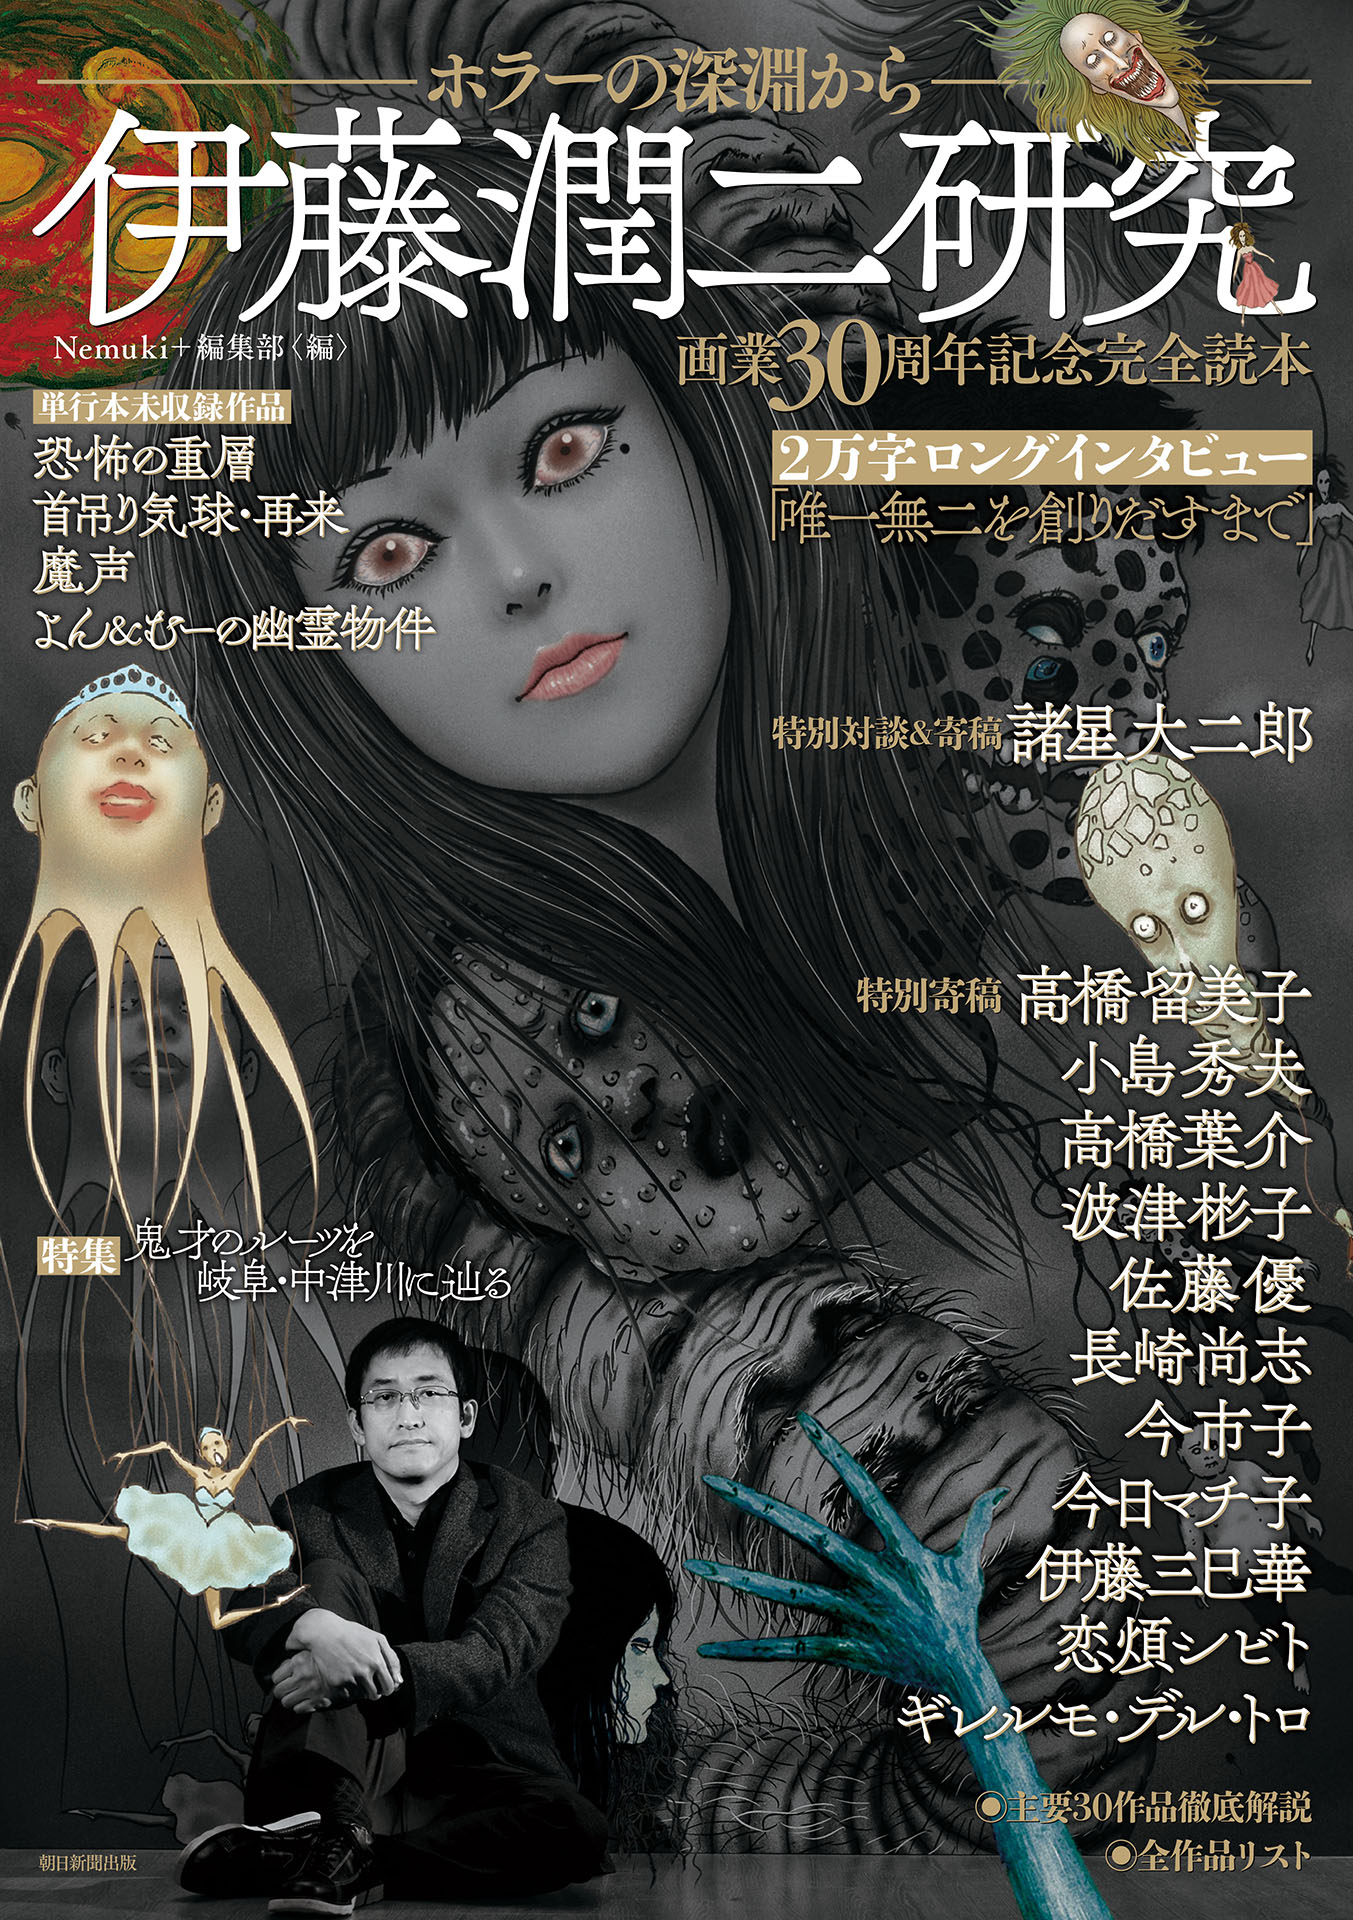 ホラーの深淵から
伊藤潤二研究
Nemuki+編集部〈編〉
画業30周年記念完全読本
単行本未収録作品
恐怖の重層
首吊り気球・再来
魔声
よん&むーの幽霊物件
2万字ロングインタビュー
「唯一無二を創りだすまで」
特別対談&寄稿 諸星大二郎
特別寄稿 高橋留美子
小島秀夫
高橋葉介
波津彬子
佐藤優
長崎尚志
今市子
今日マチ子
伊藤三巳華
恋煩シビト
ギレルモ・デル・トロ
特集 鬼才のルーツを
岐阜・中津川に辿る
◉主要30作品徹底解説
◉全作品リスト
朝日新聞出版